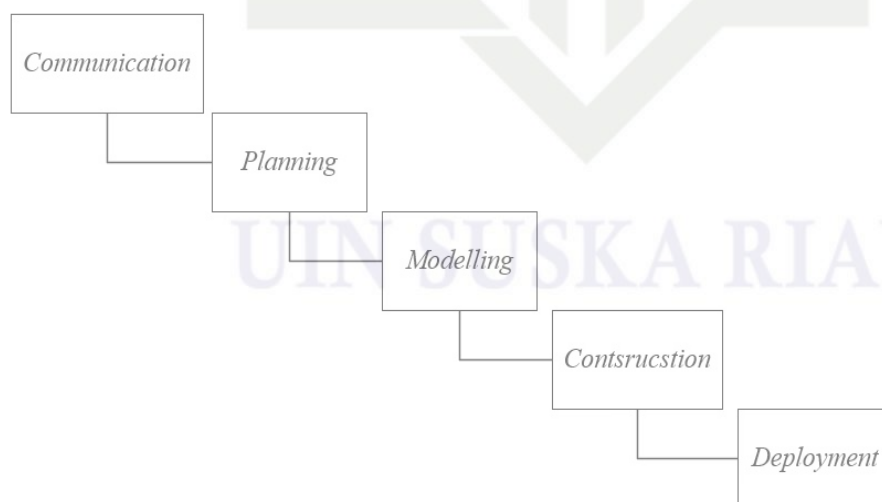 Communication
Planning
UIN SUSKA RIA
Modelling
Contsrucstion
Deployment